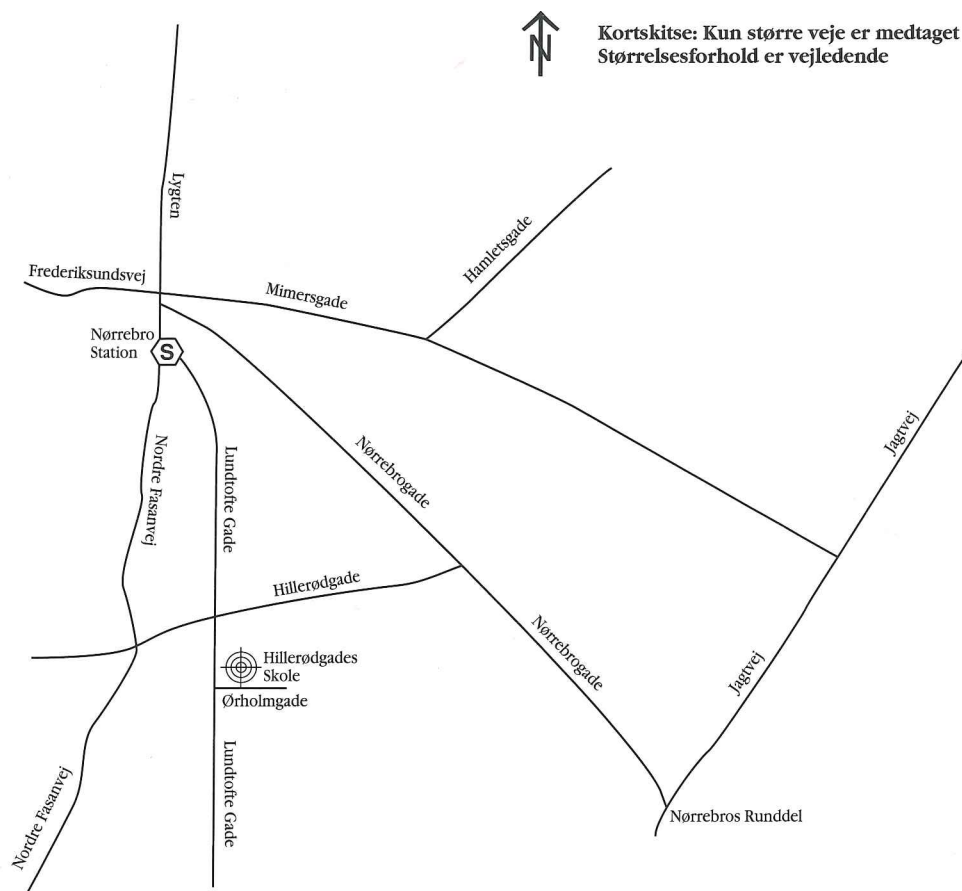 N
Kortskitse: Kun større veje er medtaget
Størrelsesforhold er vejledende
Lygten
Hamletsgade
Frederiksundsvej
Mimersgade
Nørrebro
Station
S
Jagtvej
Nørrebrogade
Nordre Fasanvej
Lundtofte Gade
Hillerødgade
Nørrebrogade
Hillerødgades
Skole
Jagtvej
Ørholmgade
Lundtofte Gade
Nordre Fasanvej
Nørrebros Runddel